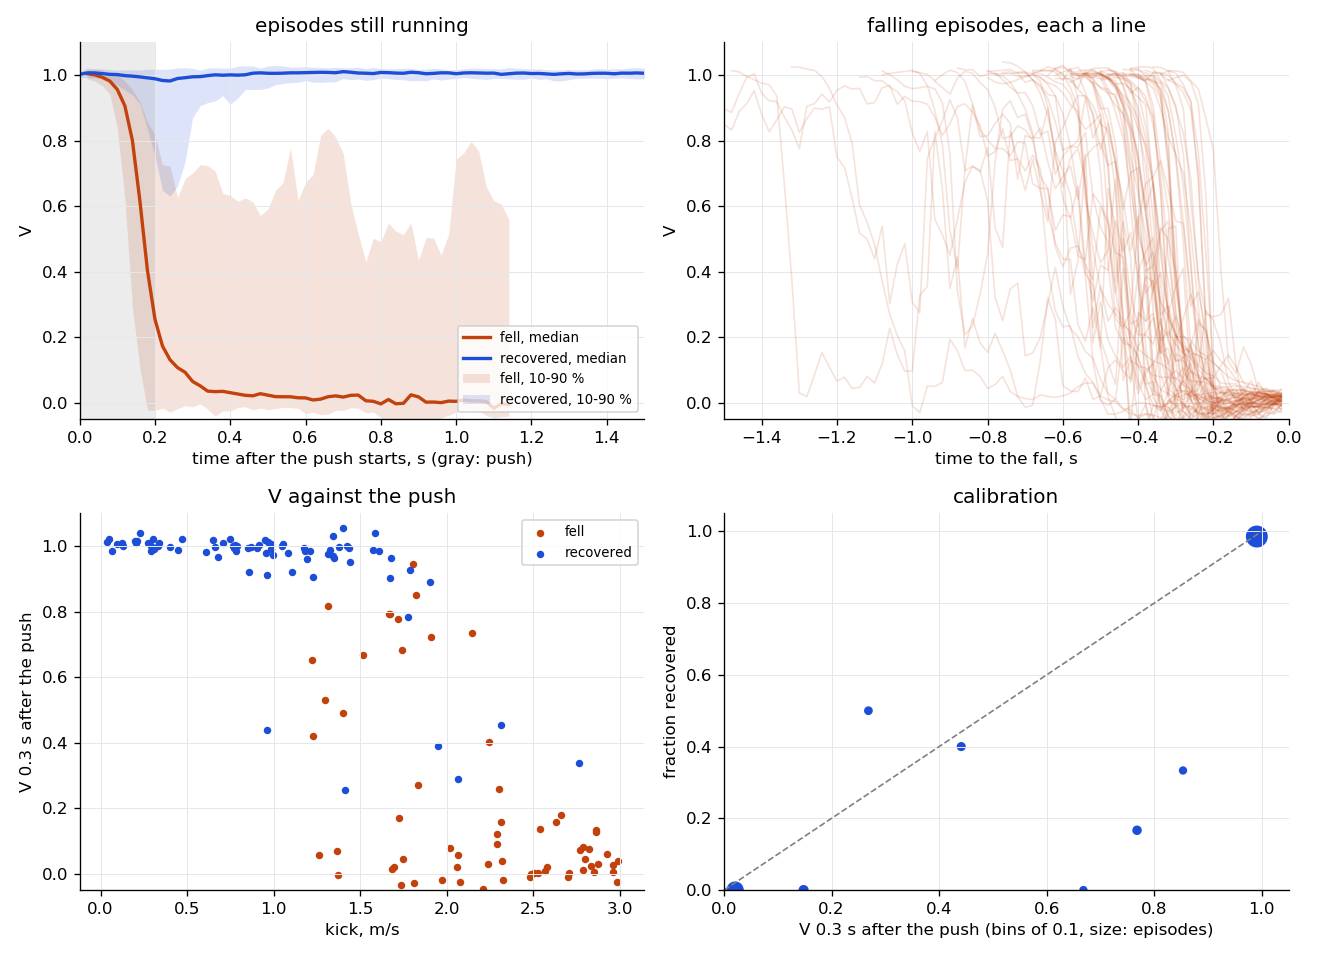 episodes still running
V
1.0
0.8
0.6
0.4
0.2
0.0
fell, median
recovered, median
fell, 10-90 %
recovered, 10-90 %
0.0 0.2 0.4 0.6 0.8 1.0 1.2 1.4
time after the push starts, s (gray: push)
falling episodes, each a line
V
1.0
0.8
0.6
0.4
0.2
0.0
−1.4 −1.2 −1.0 −0.8 −0.6 −0.4 −0.2 0.0
time to the fall, s
V against the push
V 0.3 s after the push
1.0
0.8
0.6
0.4
0.2
0.0
fell
recovered
0.0 0.5 1.0 1.5 2.0 2.5 3.0
kick, m/s
calibration
fraction recovered
1.0
0.8
0.6
0.4
0.2
0.0
0.0 0.2 0.4 0.6 0.8 1.0
V 0.3 s after the push (bins of 0.1, size: episodes)